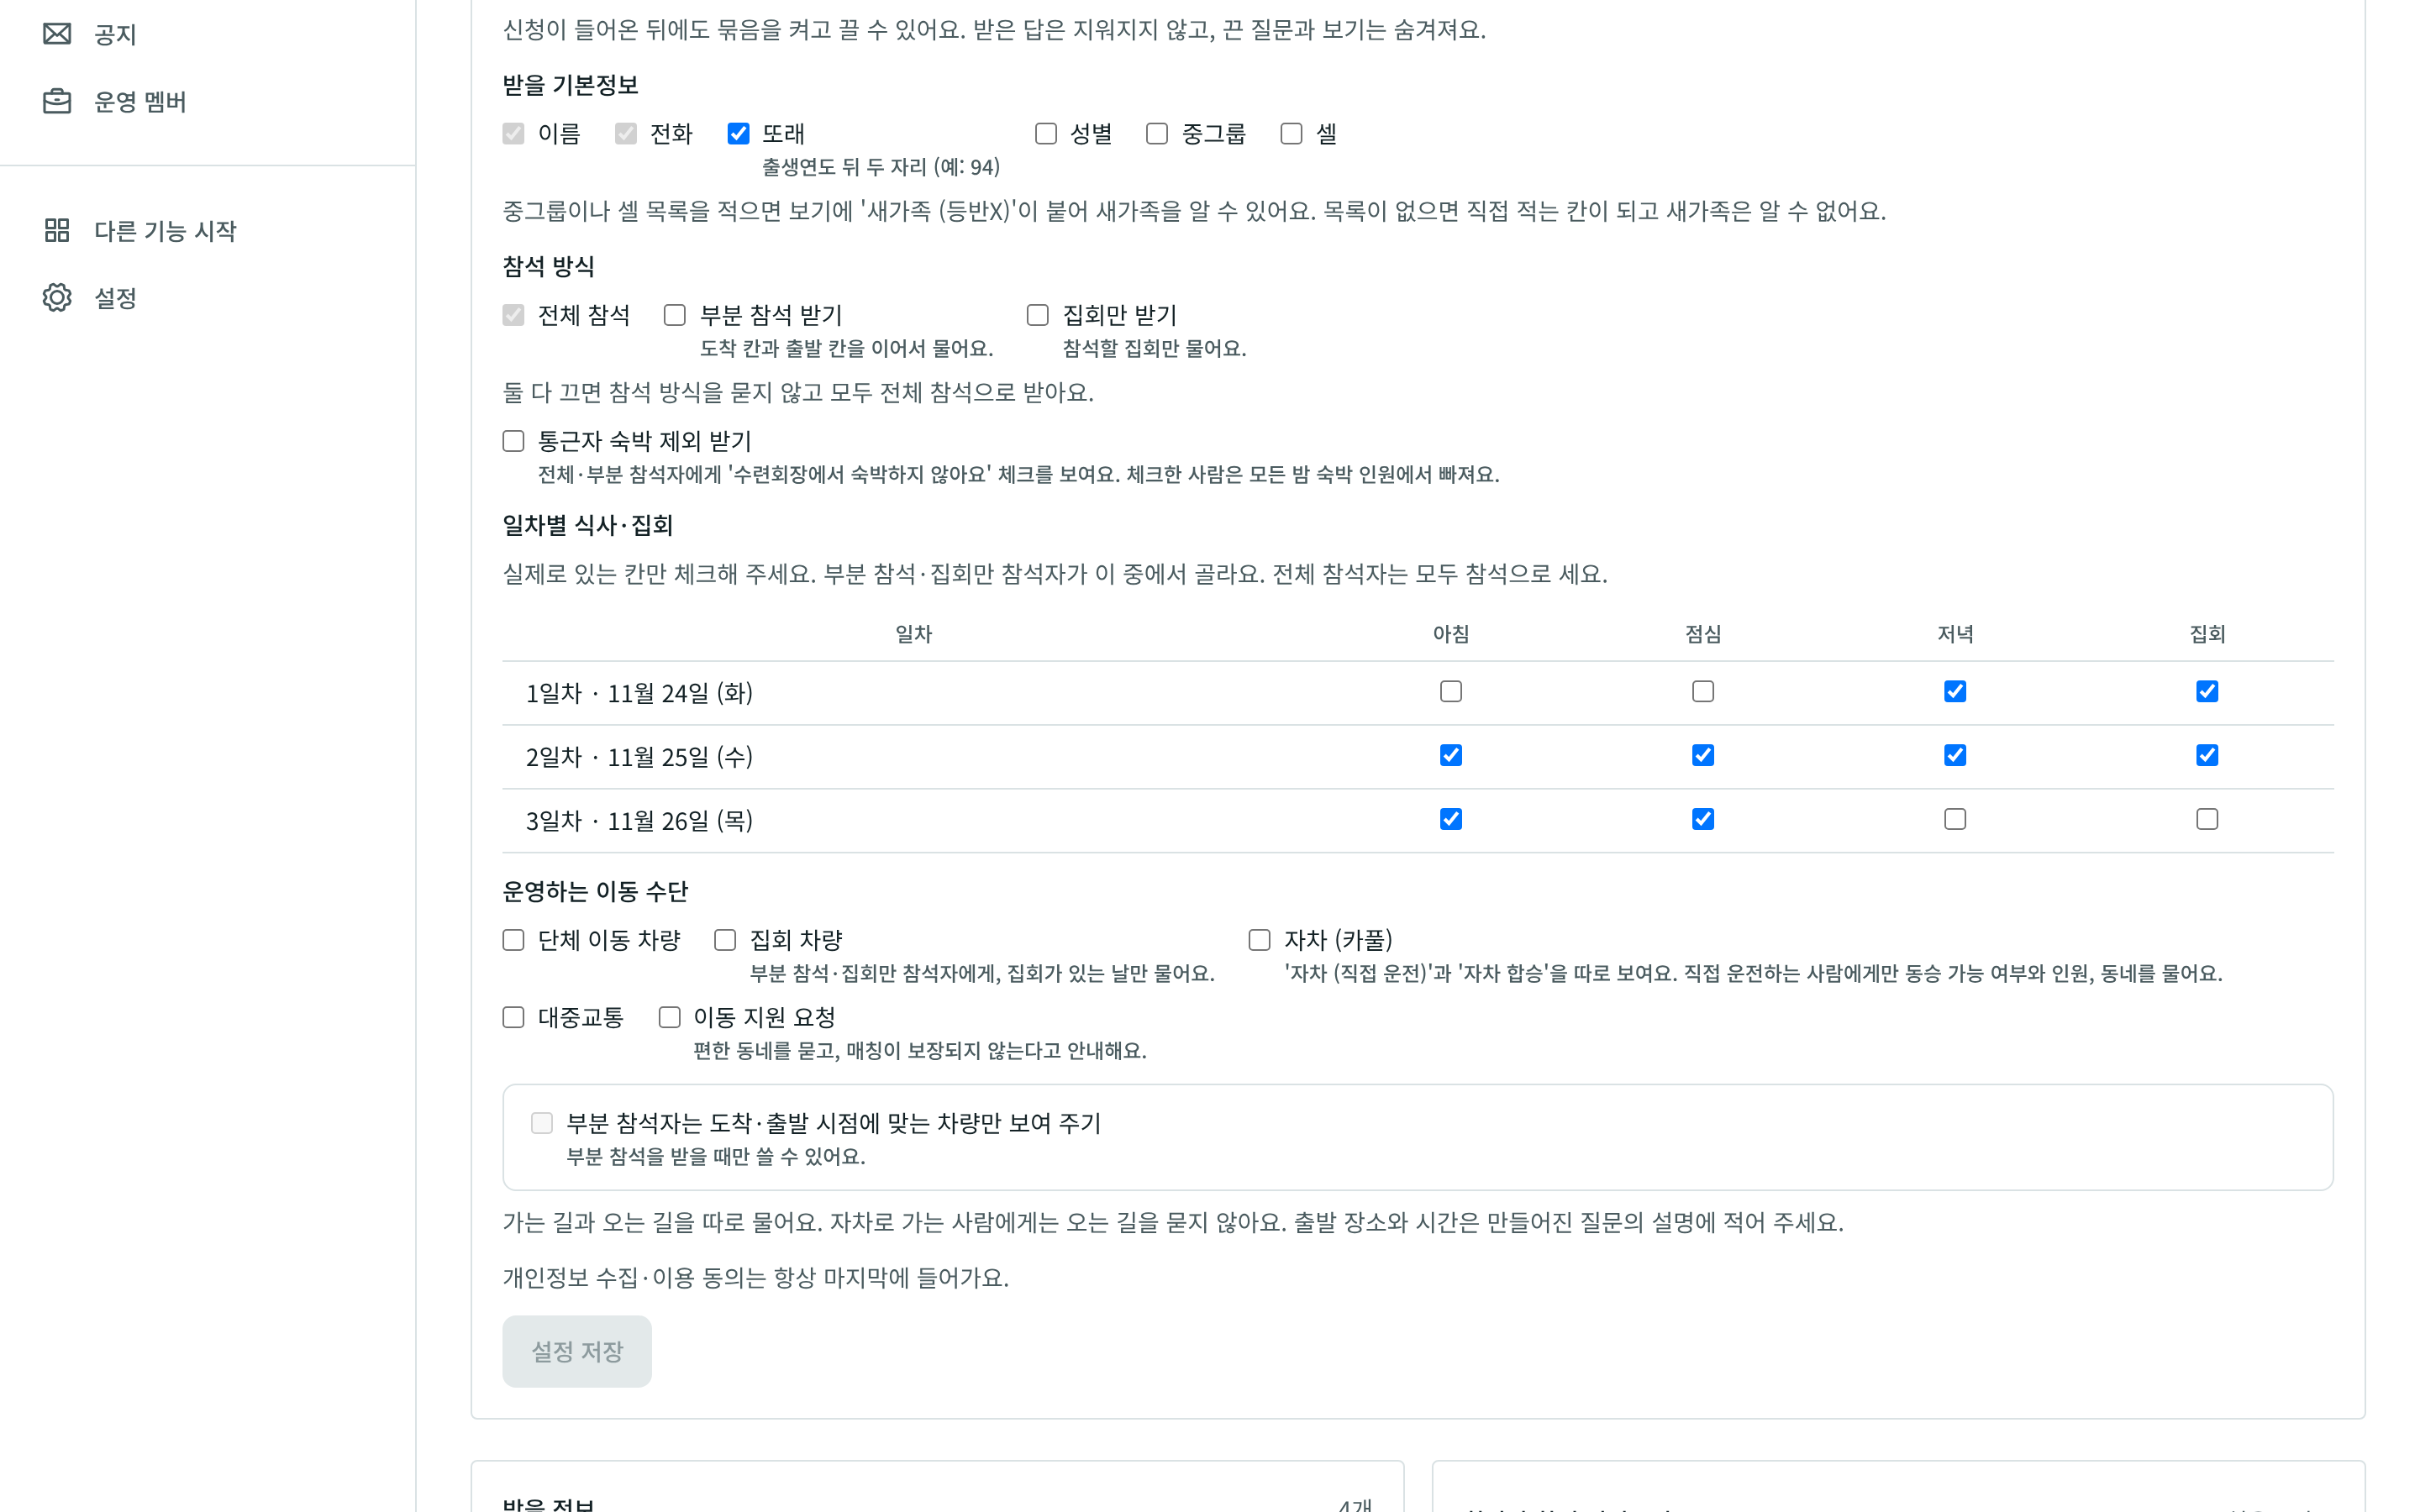 공지
운영 멤버
다른 기능 시작
설정
신청이 들어온 뒤에도 묶음을 켜고 끌 수 있어요. 받은 답은 지워지지 않고, 끈 질문과 보기는 숨겨져요.
받을 기본정보
이름 전화 또래 성별 중그룹 셀
출생연도 뒤 두 자리 (예: 94)
중그룹이나 셀 목록을 적으면 보기에 '새가족 (등반X)'이 붙어 새가족을 알 수 있어요. 목록이 없으면 직접 적는 칸이 되고 새가족은 알 수 없어요.
참석 방식
전체 참석 부분 참석 받기 집회만 받기
도착 칸과 출발 칸을 이어서 물어요. 참석할 집회만 물어요.
둘 다 끄면 참석 방식을 묻지 않고 모두 전체 참석으로 받아요.
통근자 숙박 제외 받기
전체·부분 참석자에게 '수련회장에서 숙박하지 않아요' 체크를 보여요. 체크한 사람은 모든 밤 숙박 인원에서 빠져요.
일차별 식사·집회
실제로 있는 칸만 체크해 주세요. 부분 참석·집회만 참석자가 이 중에서 골라요. 전체 참석자는 모두 참석으로 세요.
일차 아침 점심 저녁 집회
1일차 · 11월 24일 (화)
2일차 · 11월 25일 (수)
3일차 · 11월 26일 (목)
운영하는 이동 수단
단체 이동 차량 집회 차량 자차 (카풀)
부분 참석·집회만 참석자에게, 집회가 있는 날만 물어요. '자차 (직접 운전)'과 '자차 합승'을 따로 보여요. 직접 운전하는 사람에게만 동승 가능 여부와 인원, 동네를 물어요.
대중교통 이동 지원 요청
편한 동네를 묻고, 매칭이 보장되지 않는다고 안내해요.
부분 참석자는 도착·출발 시점에 맞는 차량만 보여 주기
부분 참석을 받을 때만 쓸 수 있어요.
가는 길과 오는 길을 따로 물어요. 자차로 가는 사람에게는 오는 길을 묻지 않아요. 출발 장소와 시간은 만들어진 질문의 설명에 적어 주세요.
개인정보 수집·이용 동의는 항상 마지막에 들어가요.
설정 저장
받을 정보 4개